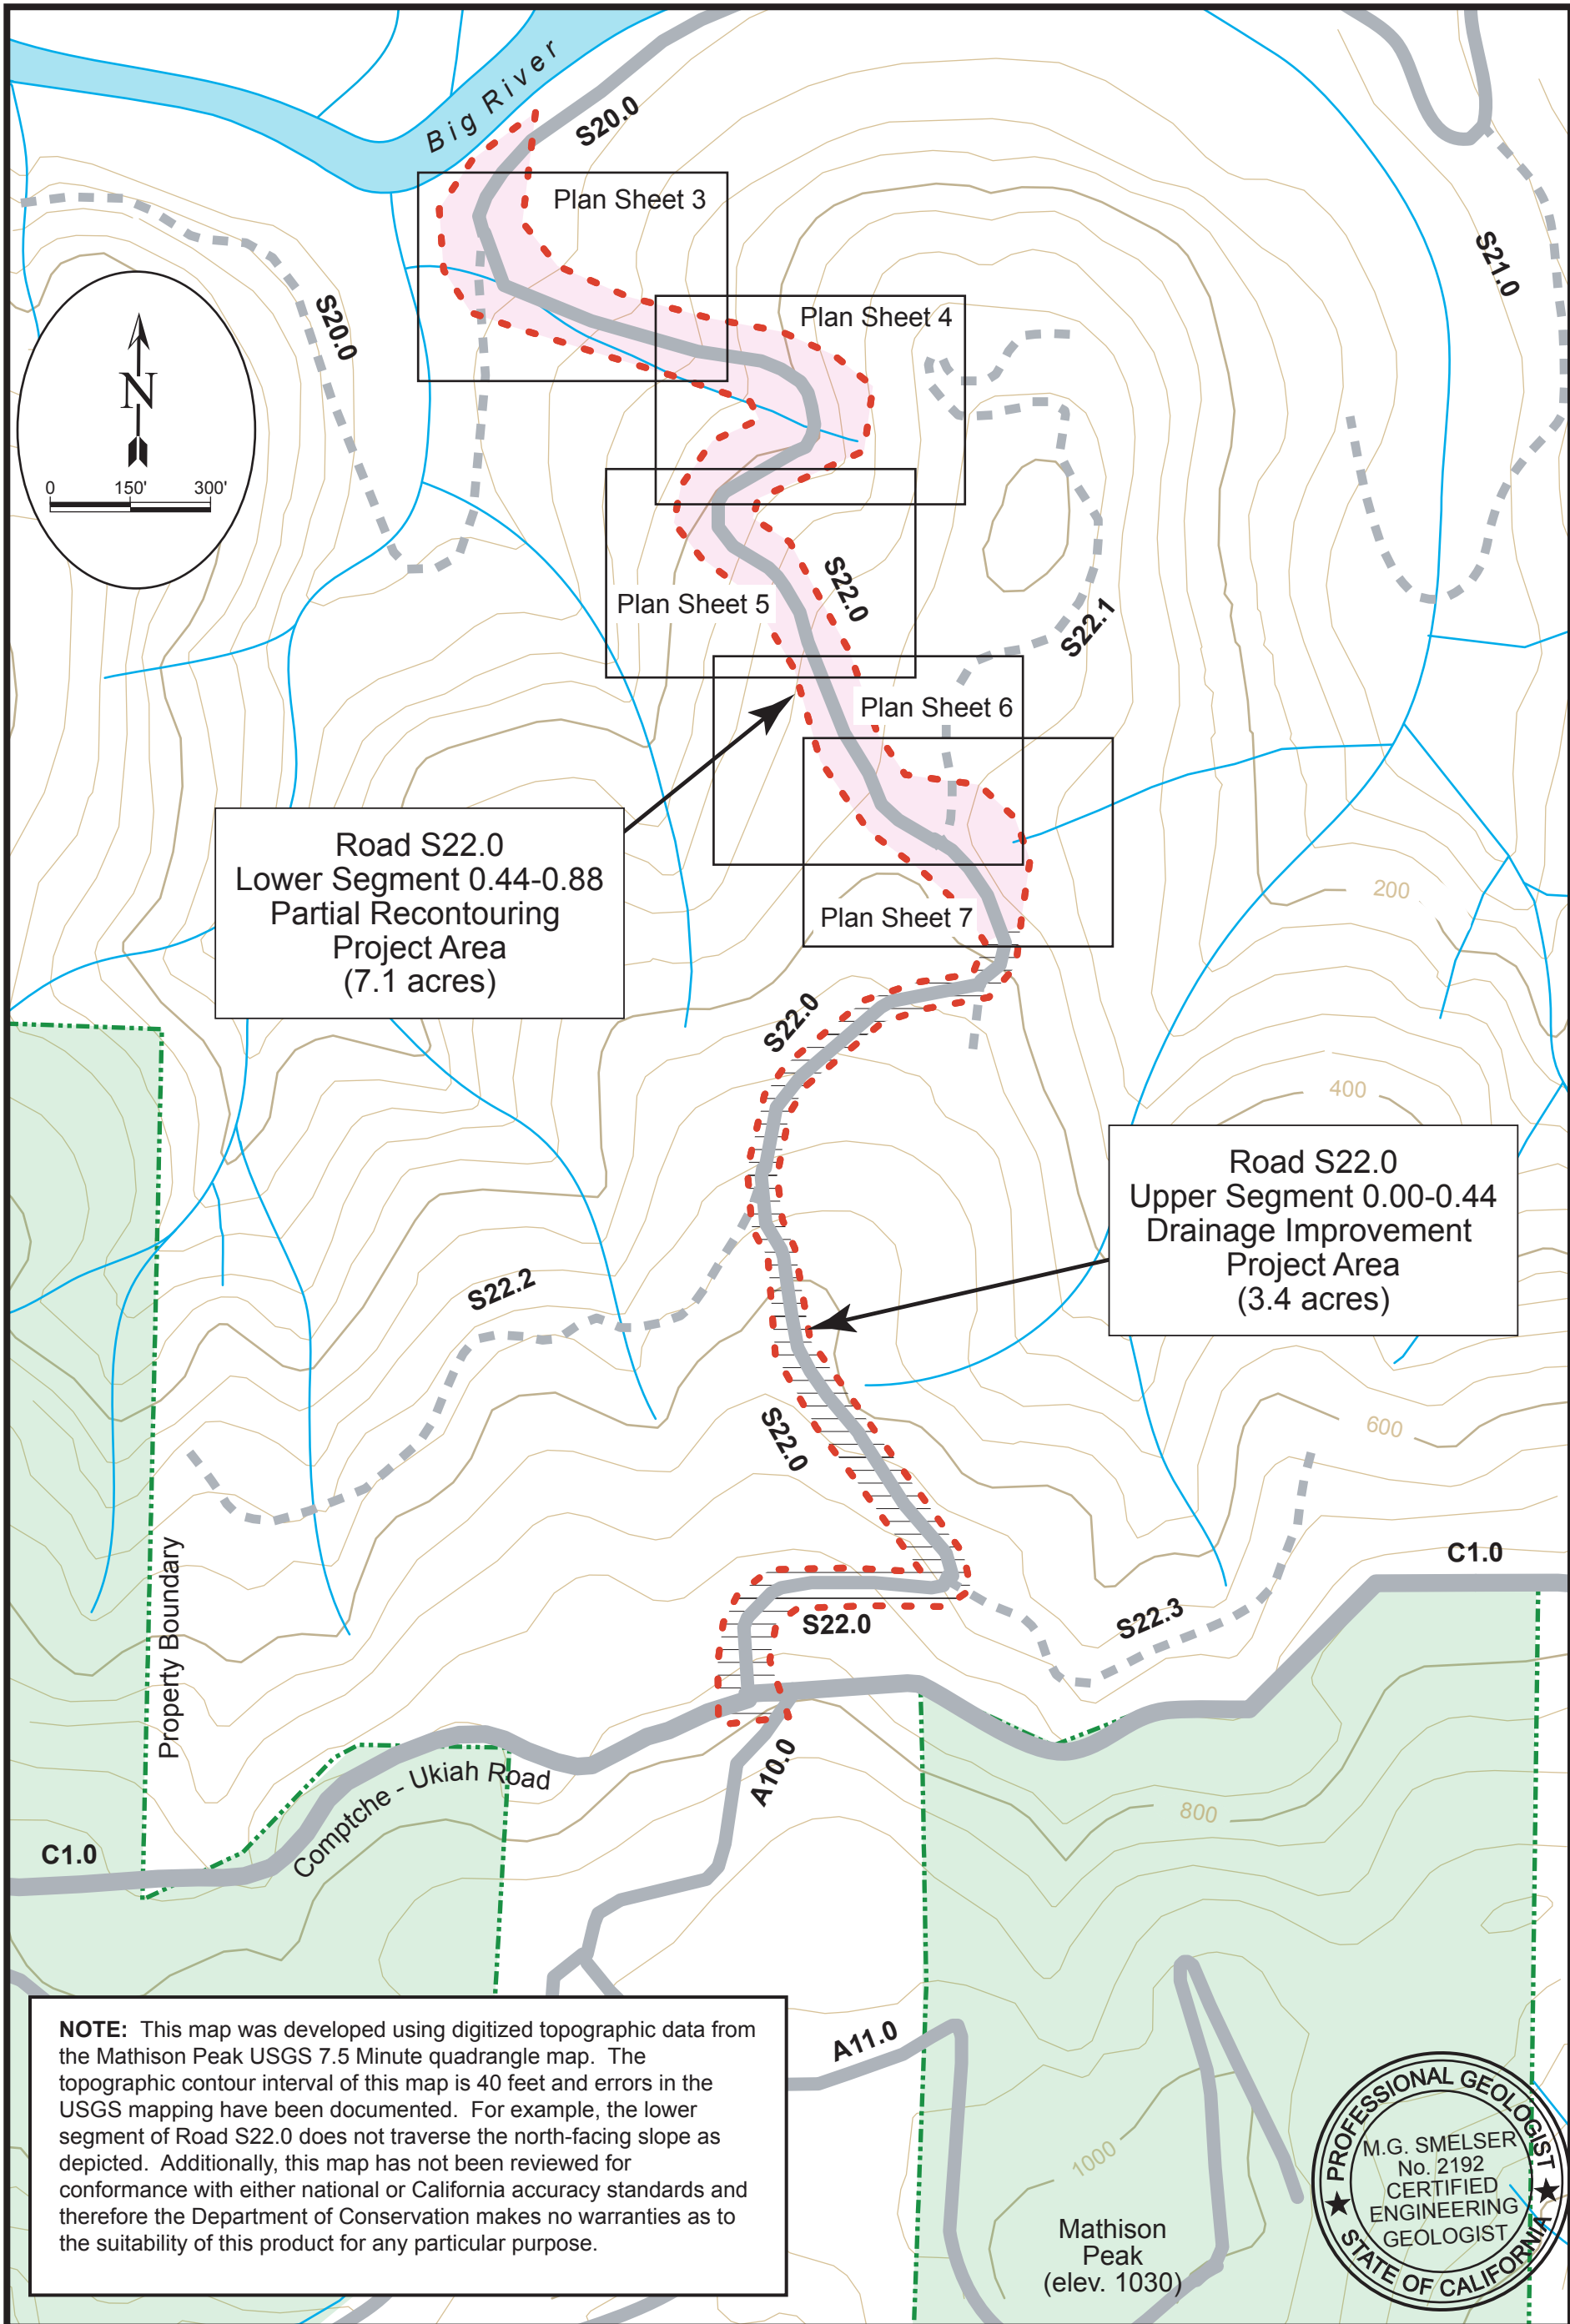 Big River
S20.0
Plan Sheet 3
S21.0
S20.0
Plan Sheet 4
N
0 150' 300'
S22.0
Plan Sheet 5
S22.1
Plan Sheet 6
Road S22.0
Lower Segment 0.44-0.88
Partial Recontouring
Project Area
(7.1 acres)
200
Plan Sheet 7
S22.0
400
Road S22.0
Upper Segment 0.00-0.44
Drainage Improvement
Project Area
(3.4 acres)
S22.2
S22.0
600
Property Boundary
C1.0
S22.3
S22.0
A10.0
Comptche - Ukiah Road
800
C1.0
NOTE: This map was developed using digitized topographic data from
the Mathison Peak USGS 7.5 Minute quadrangle map. The
topographic contour interval of this map is 40 feet and errors in the
USGS mapping have been documented. For example, the lower
segment of Road S22.0 does not traverse the north-facing slope as
depicted. Additionally, this map has not been reviewed for
conformance with either national or California accuracy standards and
therefore the Department of Conservation makes no warranties as to
the suitability of this product for any particular purpose.
A11.0
1000
Mathison
Peak
(elev. 1030)
PROFESSIONAL GEOLOGIST
M.G. SMELSER
No. 2192
CERTIFIED
ENGINEERING
GEOLOGIST
STATE OF CALIFORNIA